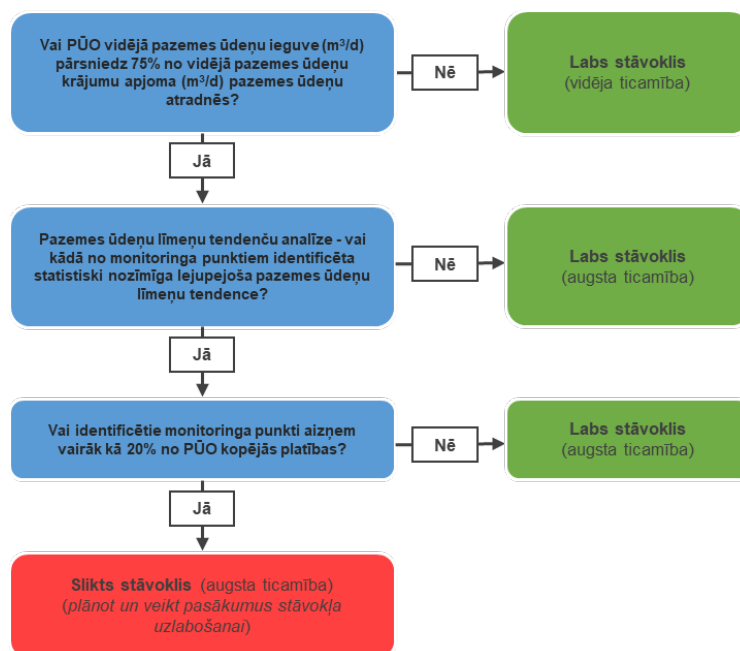 Vai PŪO vidējā pazemes ūdeņu ieguve (m³/d)
pārsniedz 75% no vidējā pazemes ūdeņu
krājumu apjoma (m³/d) pazemes ūdeņu
atradnēs?
Nē
Labs stāvoklis
(vidēja ticamība)
Jā
Pazemes ūdeņu līmeņu tendenču analīze - vai
kādā no monitoringa punktiem identificēta
statistiski nozīmīga lejupejoša pazemes ūdeņu
līmeņu tendence?
Nē
Labs stāvoklis
(augsta ticamība)
Jā
Vai identificētie monitoringa punkti aizņem
vairāk kā 20% no PŪO kopējās platības?
Nē
Labs stāvoklis
(augsta ticamība)
Jā
Slikts stāvoklis (augsta ticamība)
(plānot un veikt pasākumus stāvokļa
uzlabošanai)